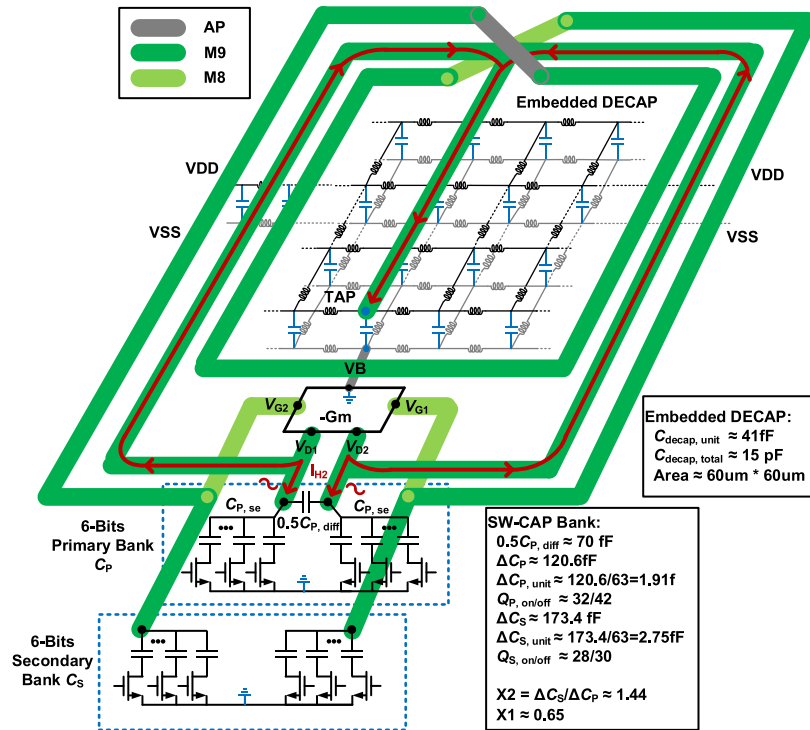 AP
M9
M8
Embedded DECAP
VDD
VDD
VSS
VSS
TAP
VB
VG2
-Gm
VG1
VD1
VD2
IH2
Embedded DECAP:
Cdecap, unit ≈ 41fF
Cdecap, total ≈ 15 pF
Area ≈ 60um * 60um
CP, se
0.5CP, diff
CP, se
6-Bits
Primary Bank
CP
6-Bits
Secondary
Bank CS
SW-CAP Bank:
0.5CP, diff ≈ 70 fF
ΔCP ≈ 120.6fF
ΔCP, unit ≈ 120.6/63=1.91f
QP, on/off ≈ 32/42
ΔCS ≈ 173.4 fF
ΔCS, unit ≈ 173.4/63=2.75fF
QS, on/off ≈ 28/30
X2 = ΔCS/ΔCP ≈ 1.44
X1 ≈ 0.65